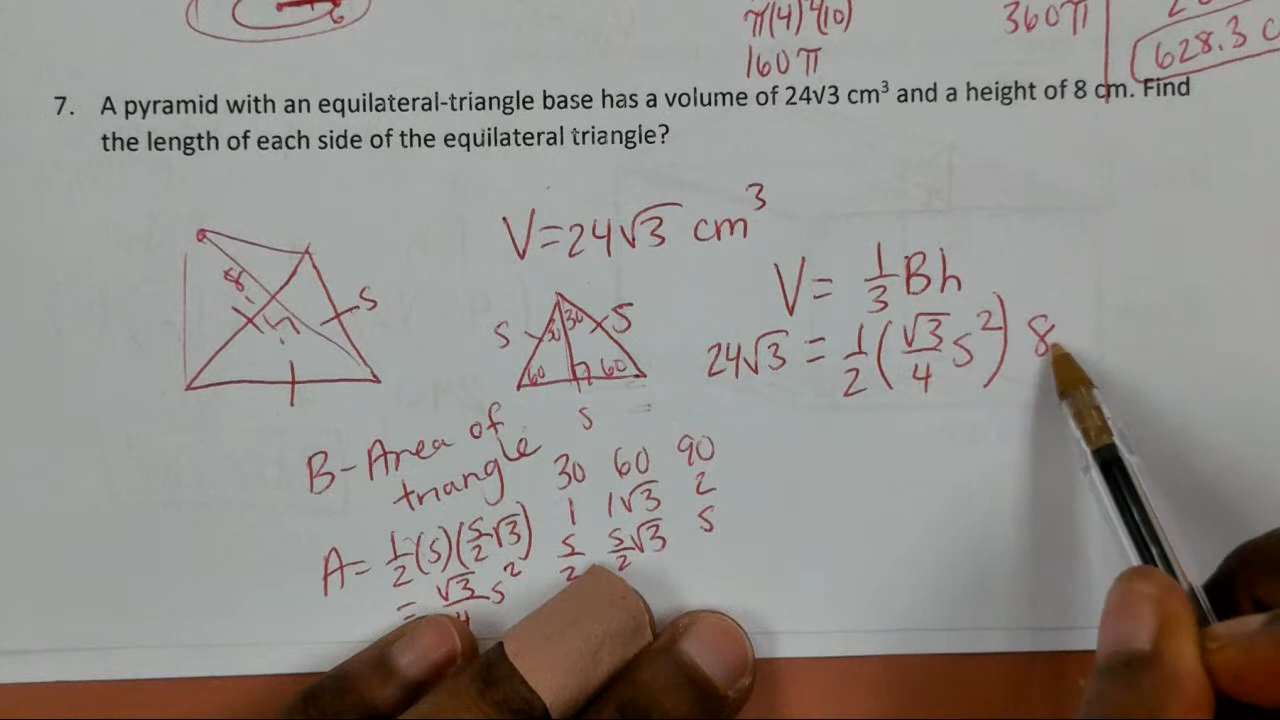 π(4)²(10)
160π
360π
628.3 c
7. A pyramid with an equilateral-triangle base has a volume of 24√3 cm³ and a height of 8 cm. Find
the length of each side of the equilateral triangle?
V=24√3 cm³
8
S
S S
30 30
60 60
S
V= 1/3 Bh
24√3 = 1/2 (√3/4 s²) 8
B-Area of
triangle
30 60 90
1 1√3 2
s/2 s/2√3 s
A= 1/2(s)(s/2√3)
= √3/4 s²